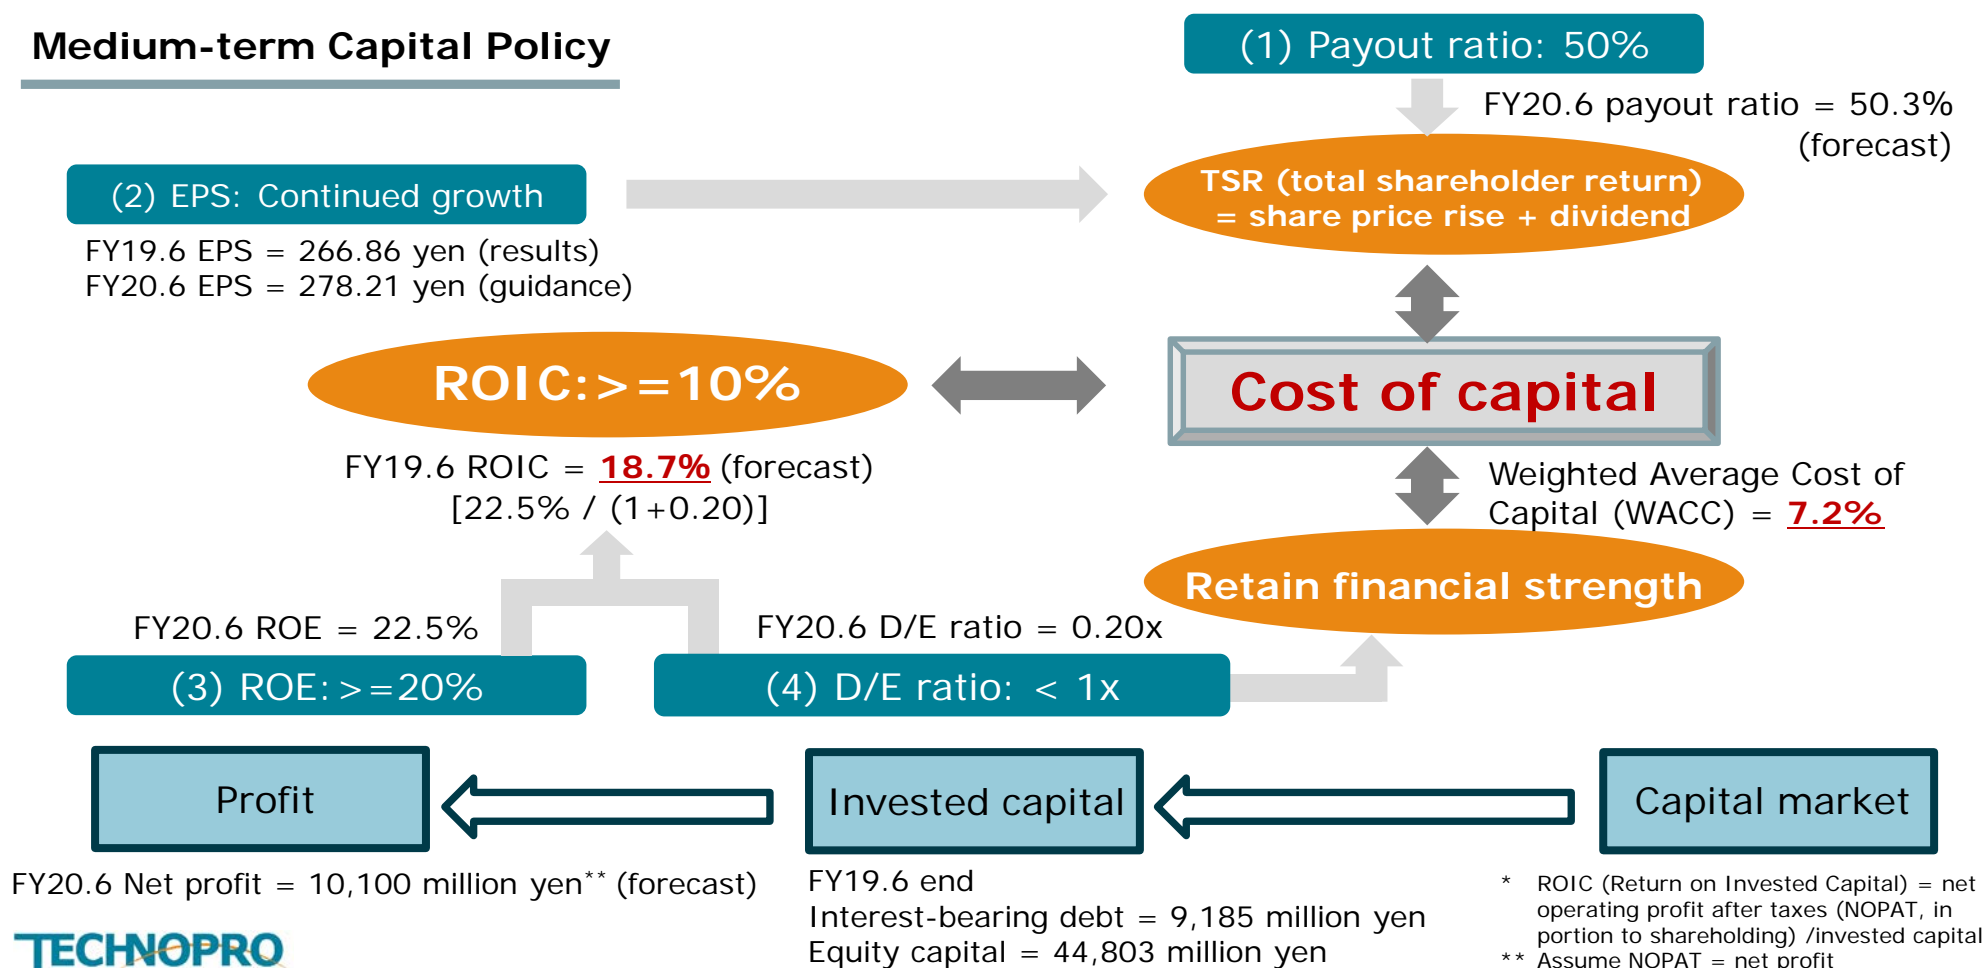 Medium-term Capital Policy
(1) Payout ratio: 50%
FY20.6 payout ratio = 50.3%
(forecast)
(2) EPS: Continued growth
TSR (total shareholder return)
= share price rise + dividend
FY19.6 EPS = 266.86 yen (results)
FY20.6 EPS = 278.21 yen (guidance)
ROIC:>=10%
Cost of capital
FY19.6 ROIC = 18.7% (forecast)
[22.5% / (1+0.20)]
Weighted Average Cost of
Capital (WACC) = 7.2%
Retain financial strength
FY20.6 ROE = 22.5%
FY20.6 D/E ratio = 0.20x
(3) ROE:>=20%
(4) D/E ratio: < 1x
Profit
Invested capital
Capital market
FY20.6 Net profit = 10,100 million yen** (forecast)
FY19.6 end
Interest-bearing debt = 9,185 million yen
Equity capital = 44,803 million yen
* ROIC (Return on Invested Capital) = net
operating profit after taxes (NOPAT, in
portion to shareholding) /invested capital
** Assume NOPAT = net profit
TECHNOPRO